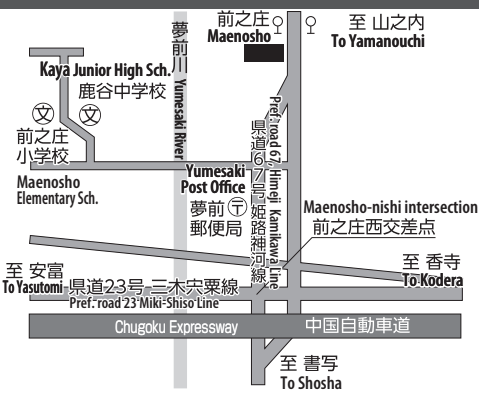 前之庄
Maenosho
至 山之内
To Yamanouchi
夢前川 Yumesaki River
Kaya Junior High Sch.
鹿谷中学校
文
文
前之庄
小学校
Maenosho
Elementary Sch.
Yumesaki
Post Office
夢前〒
郵便局
県道67号 姫路神河線
Pref. road 67, Himeji Kamikawa Line
Maenosho-nishi intersection
前之庄西交差点
至 安富
To Yasutomi
県道23号 三木宍粟線
Pref. road 23 Miki-Shiso Line
至 香寺
To Kodera
Chugoku Expressway
中国自動車道
至 書写
To Shosha